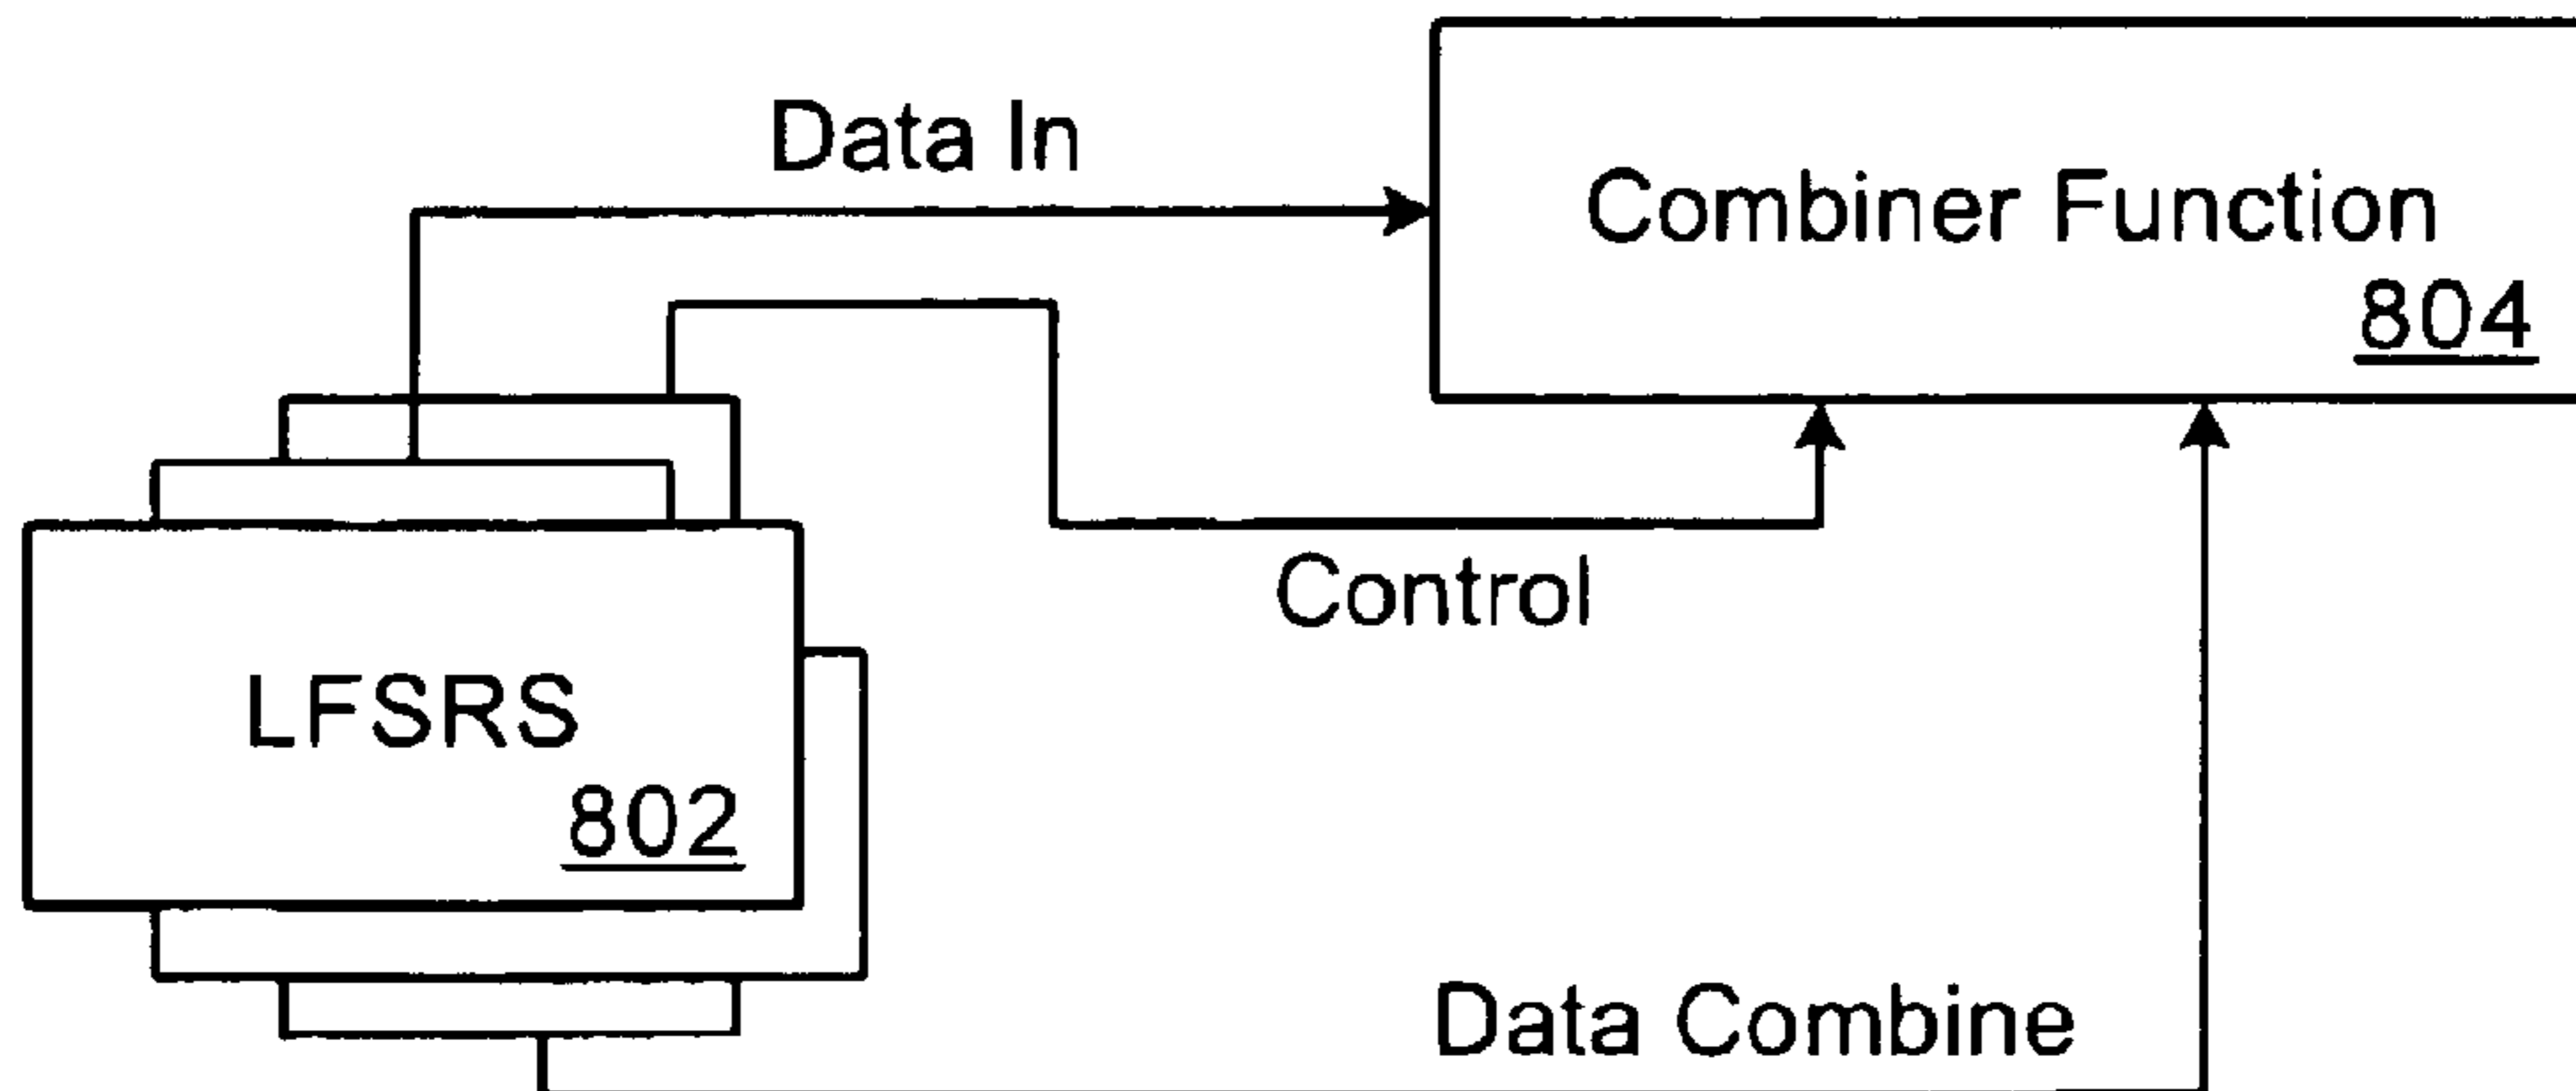 Data In
Combiner Function
804
Control
LFSRS
802
Data Combine